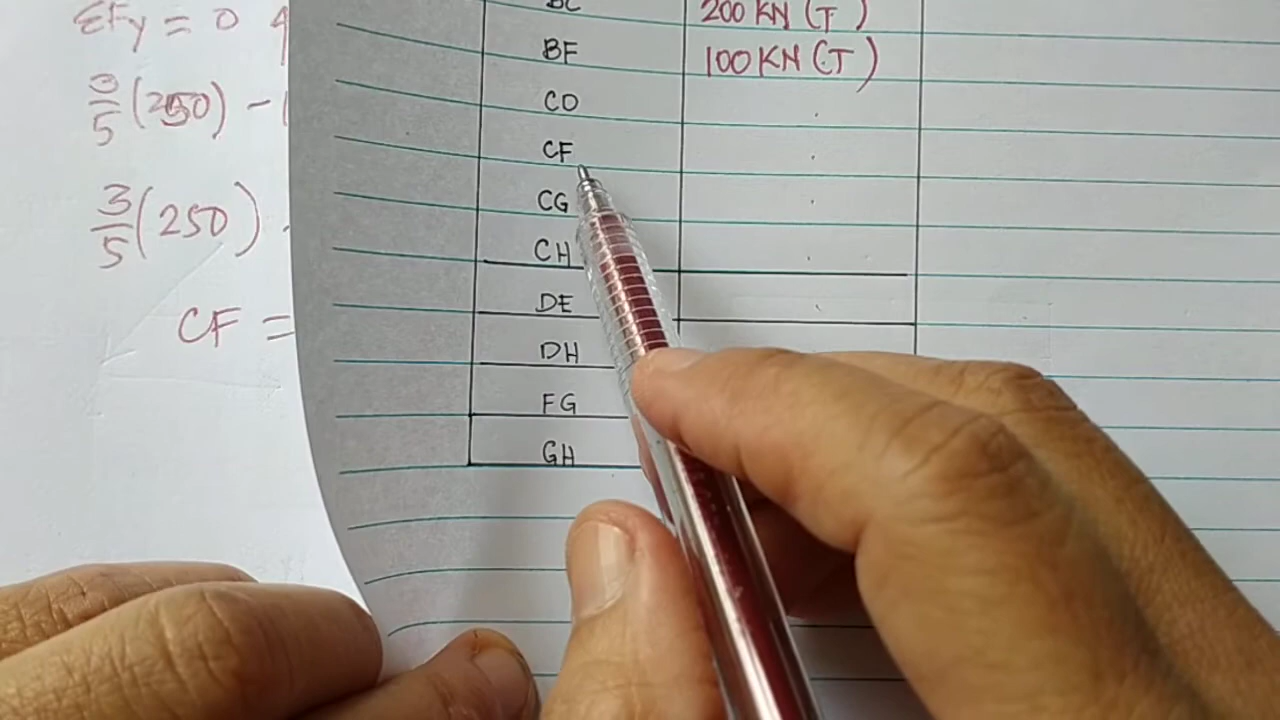 ΣFy = 0
3/5 (250) -
3/5 (250)
CF =
BC 200 KN (T)
BF 100 KN (T)
CD
CF
CG
CH
DE
DH
FG
GH